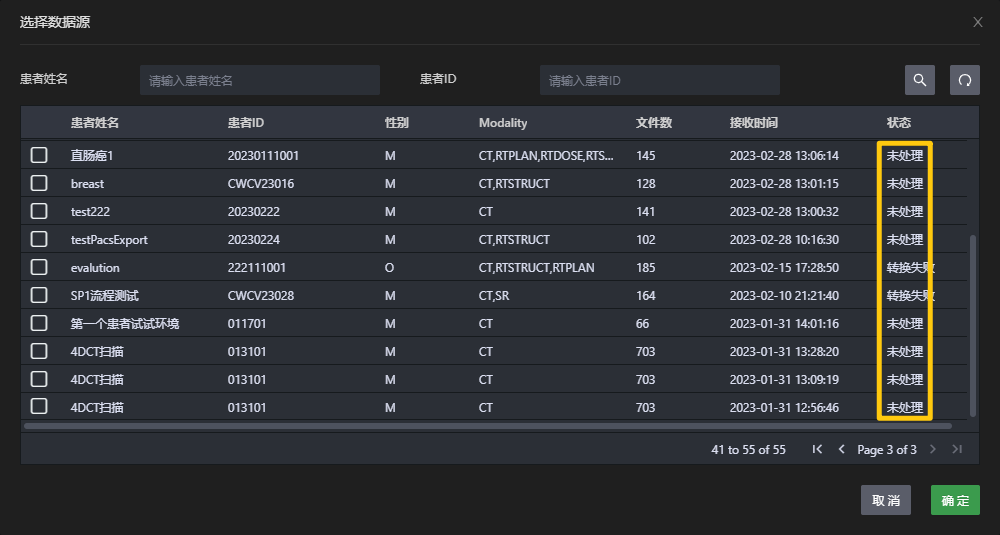 选择数据源
患者姓名 请输入患者姓名 患者ID 请输入患者ID
患者姓名 患者ID 性别 Modality 文件数 接收时间 状态
直肠癌1 20230111001 M CT,RTPLAN,RTDOSE,RTS... 145 2023-02-28 13:06:14 未处理
breast CWCV23016 M CT,RTSTRUCT 128 2023-02-28 13:01:15 未处理
test222 20230222 M CT 141 2023-02-28 13:00:32 未处理
testPacsExport 20230224 M CT,RTSTRUCT 102 2023-02-28 10:16:30 未处理
evalution 222111001 O CT,RTSTRUCT,RTPLAN 185 2023-02-15 17:28:50 转换失败
SP1流程测试 CWCV23028 M CT,SR 164 2023-02-10 21:21:40 转换失败
第一个患者试试环境 011701 M CT 66 2023-01-31 14:01:16 未处理
4DCT扫描 013101 M CT 703 2023-01-31 13:28:20 未处理
4DCT扫描 013101 M CT 703 2023-01-31 13:09:19 未处理
4DCT扫描 013101 M CT 703 2023-01-31 12:56:46 未处理
41 to 55 of 55 Page 3 of 3
取消 确定